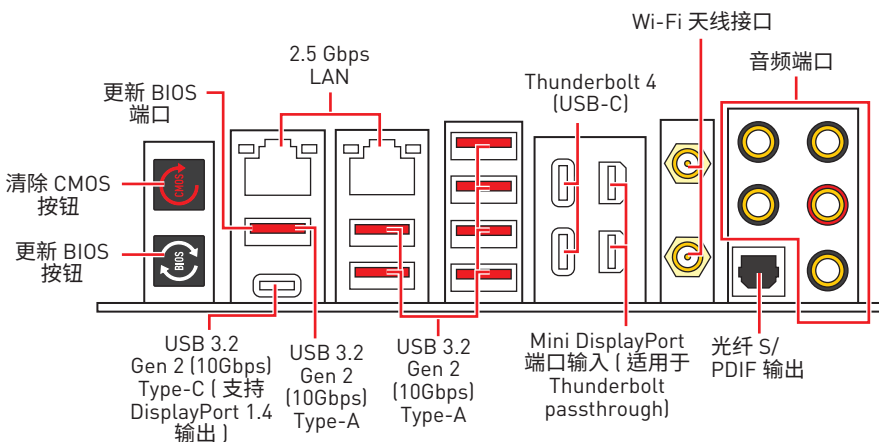 Wi-Fi 天线接口
2.5 Gbps
LAN
音频端口
Thunderbolt 4
(USB-C)
更新 BIOS
端口
清除 CMOS
按钮
CMOS
更新 BIOS
按钮
BIOS
USB 3.2
Gen 2 (10Gbps)
Type-C ( 支持
DisplayPort 1.4
输出 )
USB 3.2
Gen 2
(10Gbps)
Type-A
USB 3.2
Gen 2
(10Gbps)
Type-A
Mini DisplayPort
端口输入 ( 适用于
Thunderbolt
passthrough)
光纤 S/
PDIF 输出